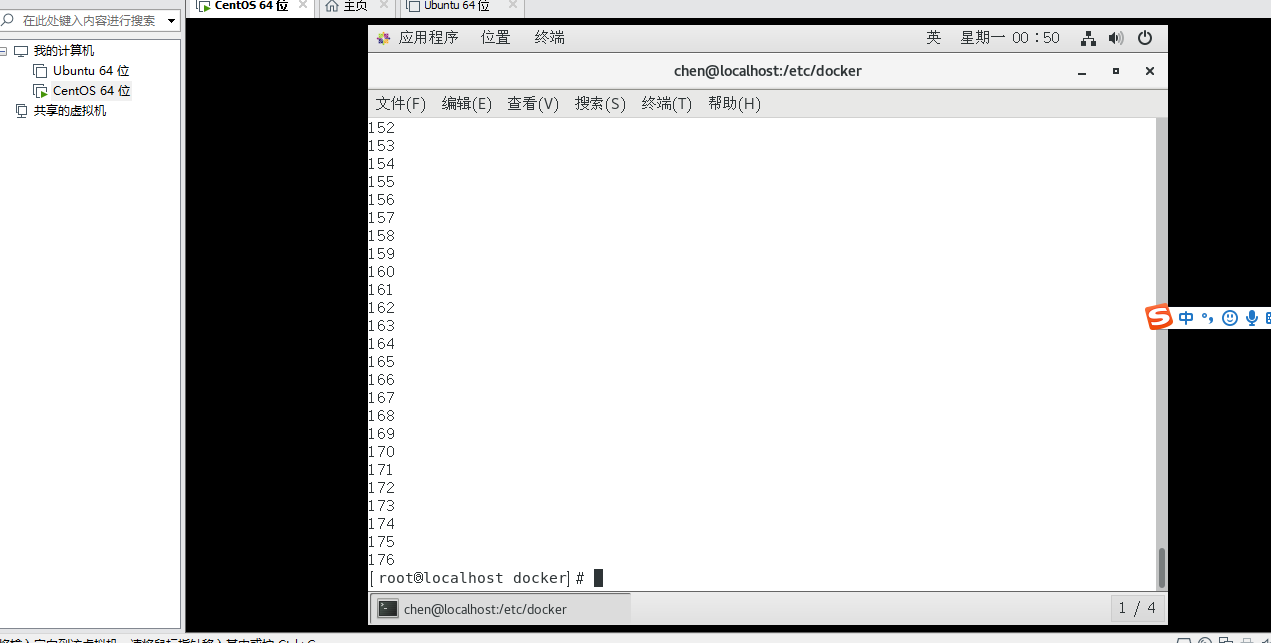 CentOS 64 位
主页
Ubuntu 64 位
在此处键入内容进行搜索
我的计算机
Ubuntu 64 位
CentOS 64 位
共享的虚拟机
应用程序 位置 终端 英 星期一 00：50
chen@localhost:/etc/docker
文件(F) 编辑(E) 查看(V) 搜索(S) 终端(T) 帮助(H)
152
153
154
155
156
157
158
159
160
161
162
163
164
165
166
167
168
169
170
171
172
173
174
175
176
[root@localhost docker]#
中
chen@localhost:/etc/docker
1 / 4